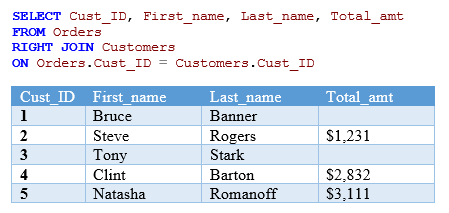 SELECT Cust_ID, First_name, Last_name, Total_amt
FROM Orders
RIGHT JOIN Customers
ON Orders.Cust_ID = Customers.Cust_ID
Cust_ID First_name Last_name Total_amt
1 Bruce Banner
2 Steve Rogers $1,231
3 Tony Stark
4 Clint Barton $2,832
5 Natasha Romanoff $3,111